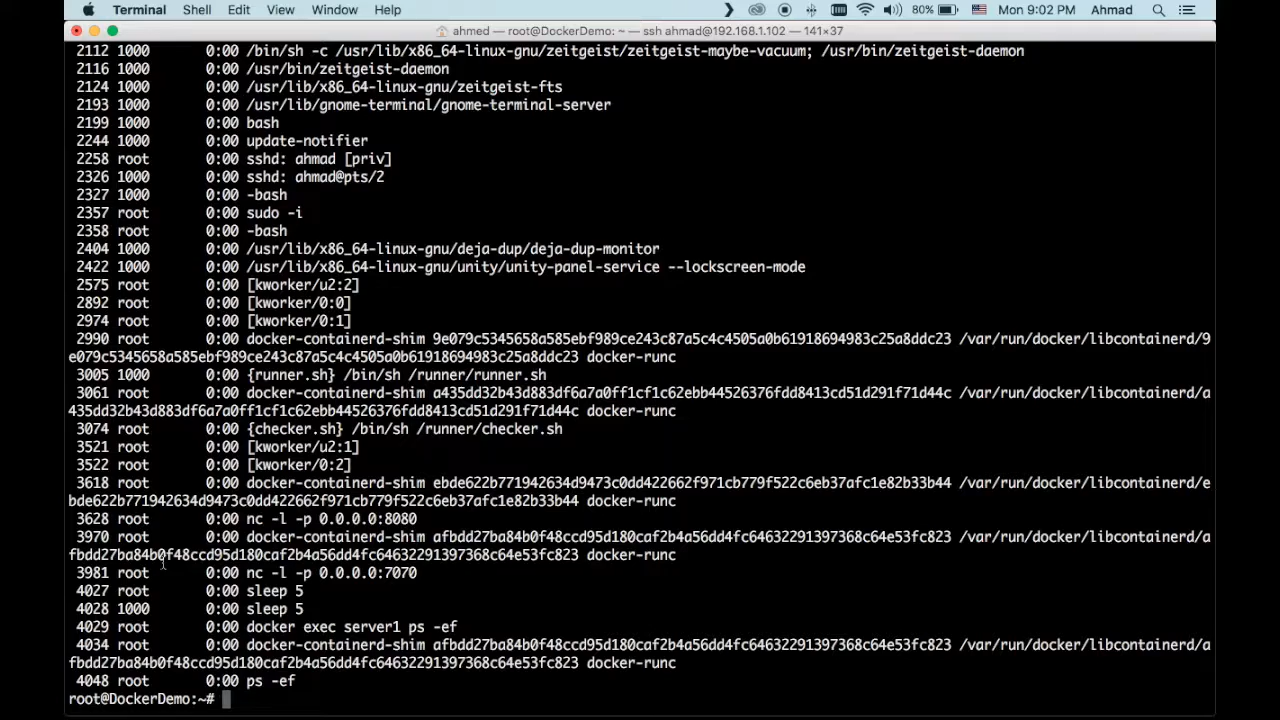 Terminal Shell Edit View Window Help 80% Mon 9:02 PM Ahmad
ahmed — root@DockerDemo: ~ — ssh ahmad@192.168.1.102 — 141×37
2112 1000 0:00 /bin/sh -c /usr/lib/x86_64-linux-gnu/zeitgeist/zeitgeist-maybe-vacuum; /usr/bin/zeitgeist-daemon
2116 1000 0:00 /usr/bin/zeitgeist-daemon
2124 1000 0:00 /usr/lib/x86_64-linux-gnu/zeitgeist-fts
2193 1000 0:00 /usr/lib/gnome-terminal/gnome-terminal-server
2199 1000 0:00 bash
2244 1000 0:00 update-notifier
2258 root 0:00 sshd: ahmad [priv]
2326 1000 0:00 sshd: ahmad@pts/2
2327 1000 0:00 -bash
2357 root 0:00 sudo -i
2358 root 0:00 -bash
2404 1000 0:00 /usr/lib/x86_64-linux-gnu/deja-dup/deja-dup-monitor
2422 1000 0:00 /usr/lib/x86_64-linux-gnu/unity/unity-panel-service --lockscreen-mode
2575 root 0:00 [kworker/u2:2]
2892 root 0:00 [kworker/0:0]
2974 root 0:00 [kworker/0:1]
2990 root 0:00 docker-containerd-shim 9e079c5345658a585ebf989ce243c87a5c4c4505a0b61918694983c25a8ddc23 /var/run/docker/libcontainerd/9
e079c5345658a585ebf989ce243c87a5c4c4505a0b61918694983c25a8ddc23 docker-runc
3005 1000 0:00 {runner.sh} /bin/sh /runner/runner.sh
3061 root 0:00 docker-containerd-shim a435dd32b43d883df6a7a0ff1cf1c62ebb44526376fdd8413cd51d291f71d44c /var/run/docker/libcontainerd/a
435dd32b43d883df6a7a0ff1cf1c62ebb44526376fdd8413cd51d291f71d44c docker-runc
3074 root 0:00 {checker.sh} /bin/sh /runner/checker.sh
3521 root 0:00 [kworker/u2:1]
3522 root 0:00 [kworker/0:2]
3618 root 0:00 docker-containerd-shim ebde622b771942634d9473c0dd422662f971cb779f522c6eb37afc1e82b33b44 /var/run/docker/libcontainerd/e
bde622b771942634d9473c0dd422662f971cb779f522c6eb37afc1e82b33b44 docker-runc
3628 root 0:00 nc -l -p 0.0.0.0:8080
3970 root 0:00 docker-containerd-shim afbdd27ba84b0f48ccd95d180caf2b4a56dd4fc64632291397368c64e53fc823 /var/run/docker/libcontainerd/a
fbdd27ba84b0f48ccd95d180caf2b4a56dd4fc64632291397368c64e53fc823 docker-runc
3981 root 0:00 nc -l -p 0.0.0.0:7070
4027 root 0:00 sleep 5
4028 1000 0:00 sleep 5
4029 root 0:00 docker exec server1 ps -ef
4034 root 0:00 docker-containerd-shim afbdd27ba84b0f48ccd95d180caf2b4a56dd4fc64632291397368c64e53fc823 /var/run/docker/libcontainerd/a
fbdd27ba84b0f48ccd95d180caf2b4a56dd4fc64632291397368c64e53fc823 docker-runc
4048 root 0:00 ps -ef
root@DockerDemo:~#